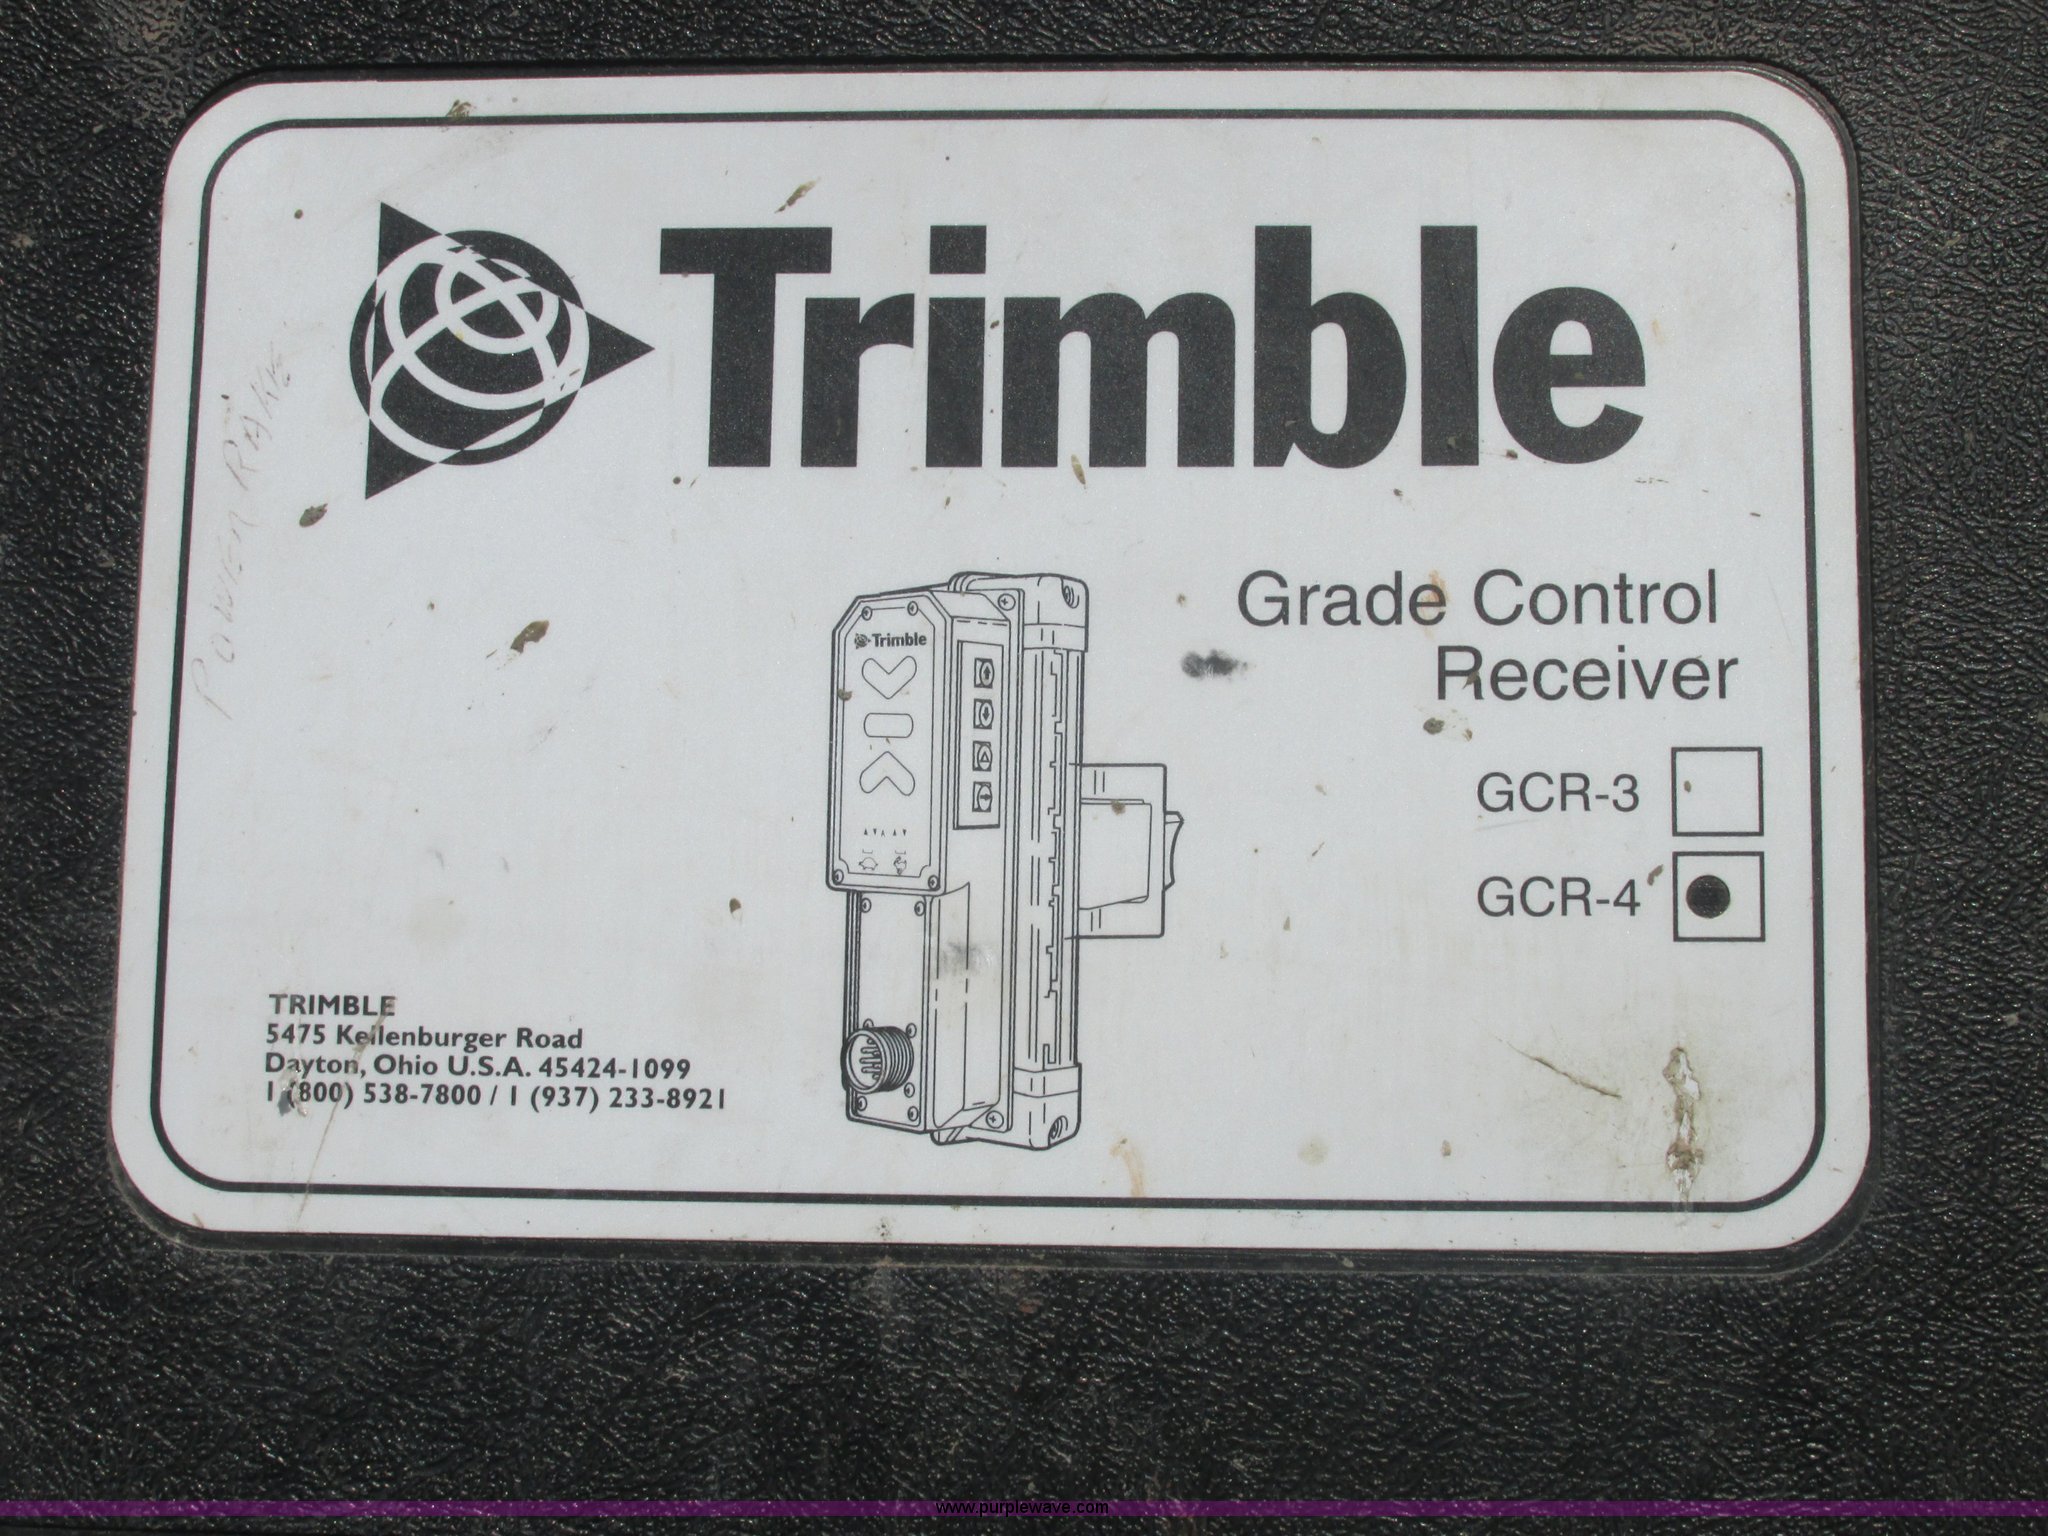 Trimble
POWER RAKE
Grade Control
Receiver
Trimble
GCR-3
GCR-4
TRIMBLE
5475 Kellenburger Road
Dayton, Ohio U.S.A. 45424-1099
1 (800) 538-7800 / 1 (937) 233-8921
www.purplewave.com